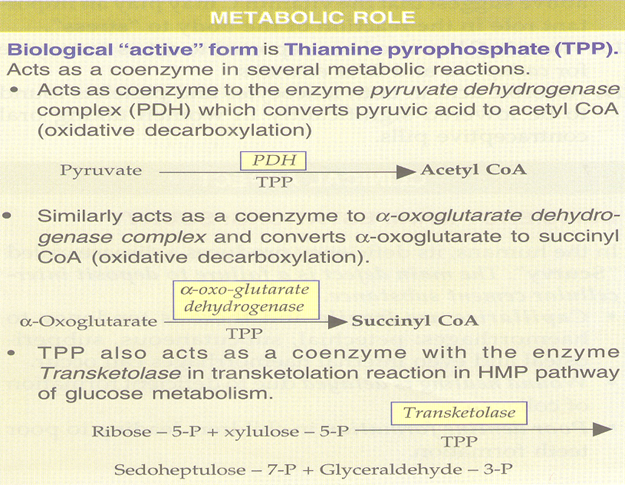 METABOLIC ROLE
Biological “active” form is Thiamine pyrophosphate (TPP).
Acts as a coenzyme in several metabolic reactions.
• Acts as coenzyme to the enzyme pyruvate dehydrogenase
complex (PDH) which converts pyruvic acid to acetyl CoA
(oxidative decarboxylation)
PDH
Pyruvate → Acetyl CoA
TPP
• Similarly acts as a coenzyme to α-oxoglutarate dehydro-
genase complex and converts α-oxoglutarate to succinyl
CoA (oxidative decarboxylation).
α-oxo-glutarate
dehydrogenase
α-Oxoglutarate → Succinyl CoA
TPP
• TPP also acts as a coenzyme with the enzyme
Transketolase in transketolation reaction in HMP pathway
of glucose metabolism.
Transketolase
Ribose – 5-P + xylulose – 5-P →
TPP
Sedoheptulose – 7-P + Glyceraldehyde – 3-P